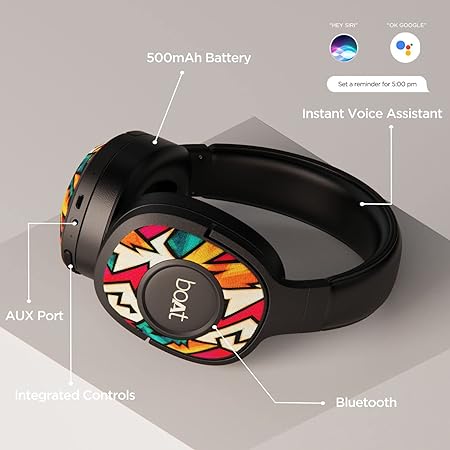 "HEY SIRI"
"OK GOOGLE"
Set a reminder for 5:00 pm
500mAh Battery
Instant Voice Assistant
AUX Port
boAt
Integrated Controls
Bluetooth